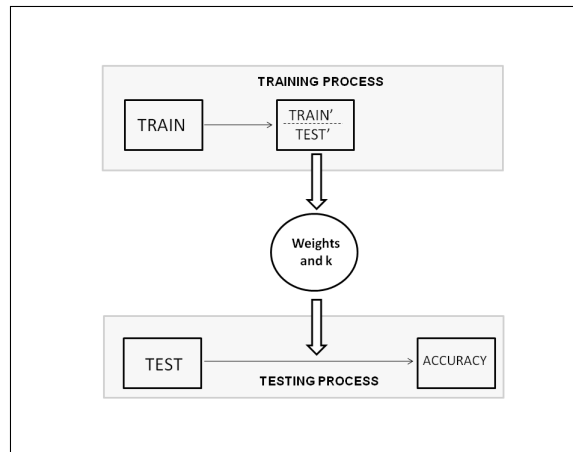 TRAINING PROCESS
TRAIN
TRAIN'
TEST'
Weights
and k
TEST
ACCURACY
TESTING PROCESS